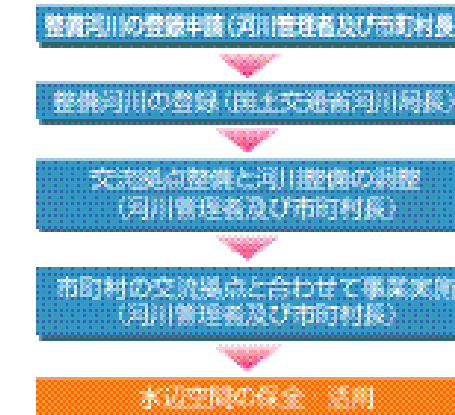 整備河川の登録申請(河川管理者及び市町村長
整備河川の登録(国土交通省河川局長)
交流拠点整備と河川整備の調整
(河川管理者及び市町村長)
市町村の交流拠点と合わせて事業実施
(河川管理者及び市町村長)
水辺空間の保全・活用